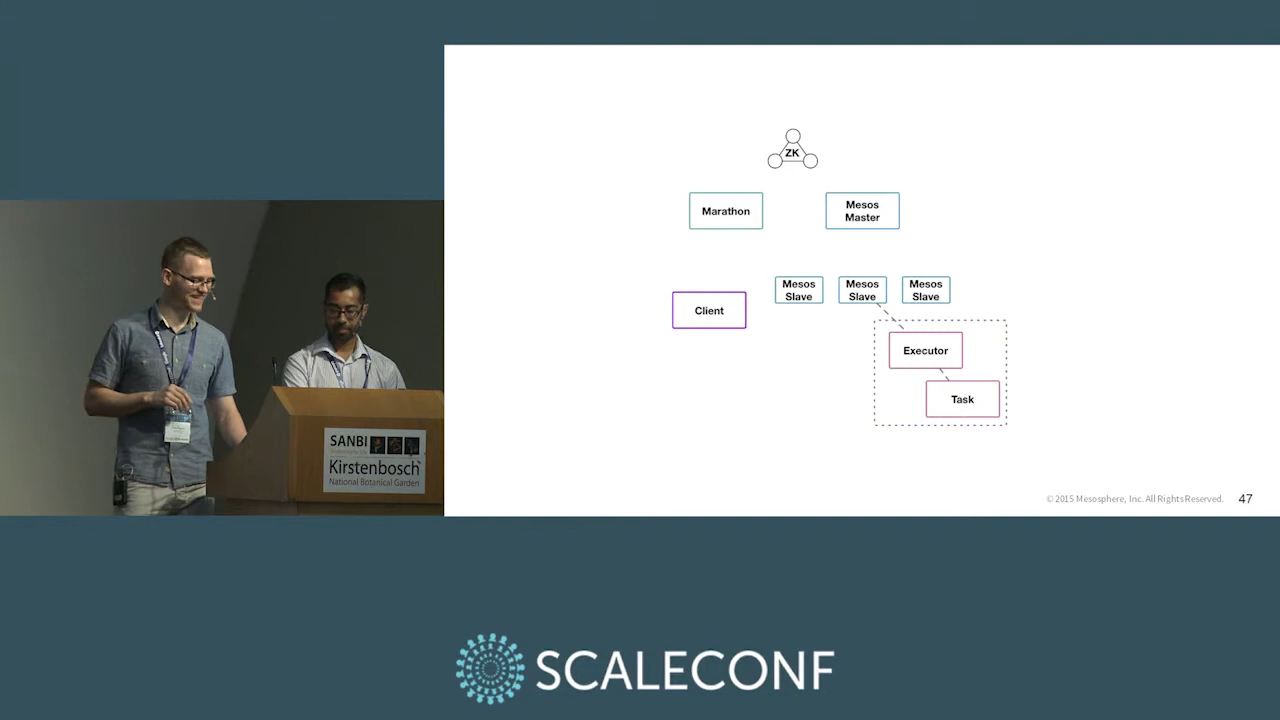 ZK
Marathon
Mesos
Master
Mesos
Slave
Mesos
Slave
Mesos
Slave
Client
Executor
Task
© 2015 Mesosphere, Inc. All Rights Reserved.
47
SANBI
Kirstenbosch
National Botanical Garden
SCALECONF